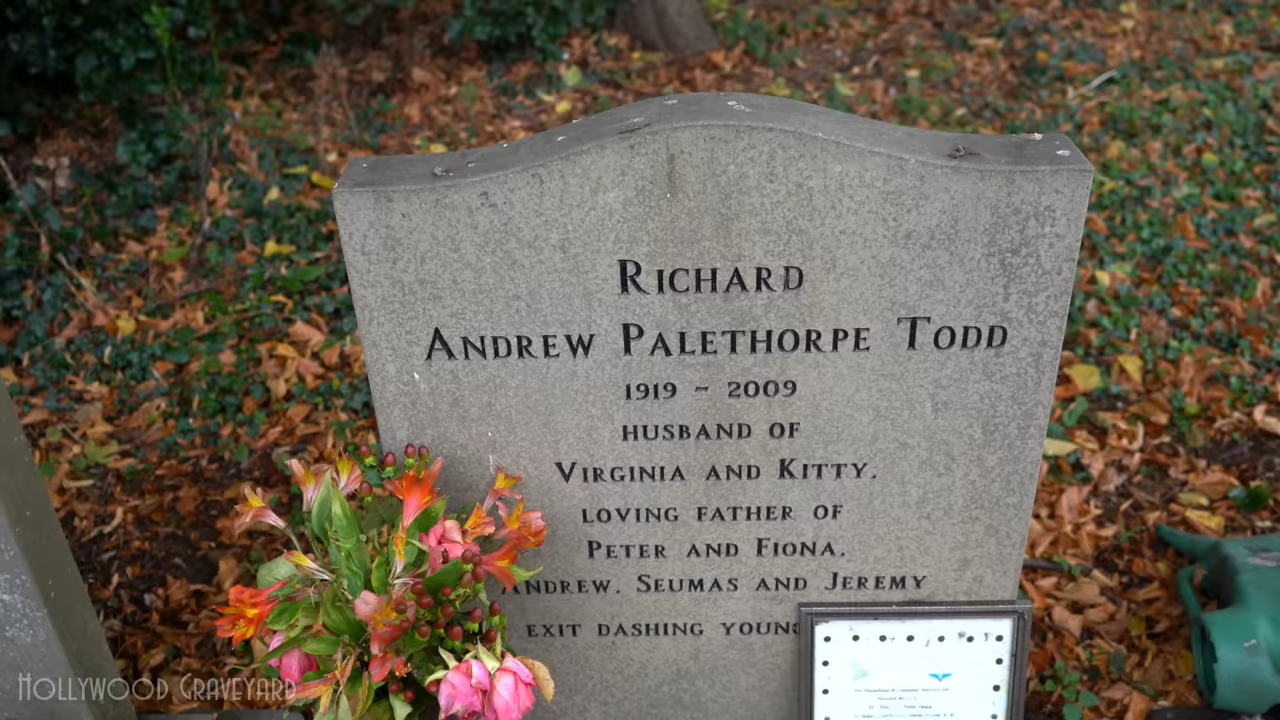 RICHARD
ANDREW PALETHORPE TODD
1919 - 2009
HUSBAND OF
VIRGINIA AND KITTY.
LOVING FATHER OF
PETER AND FIONA.
ANDREW. SEUMAS AND JEREMY
EXIT DASHING YOUNG
HOLLYWOOD GRAVEYARD